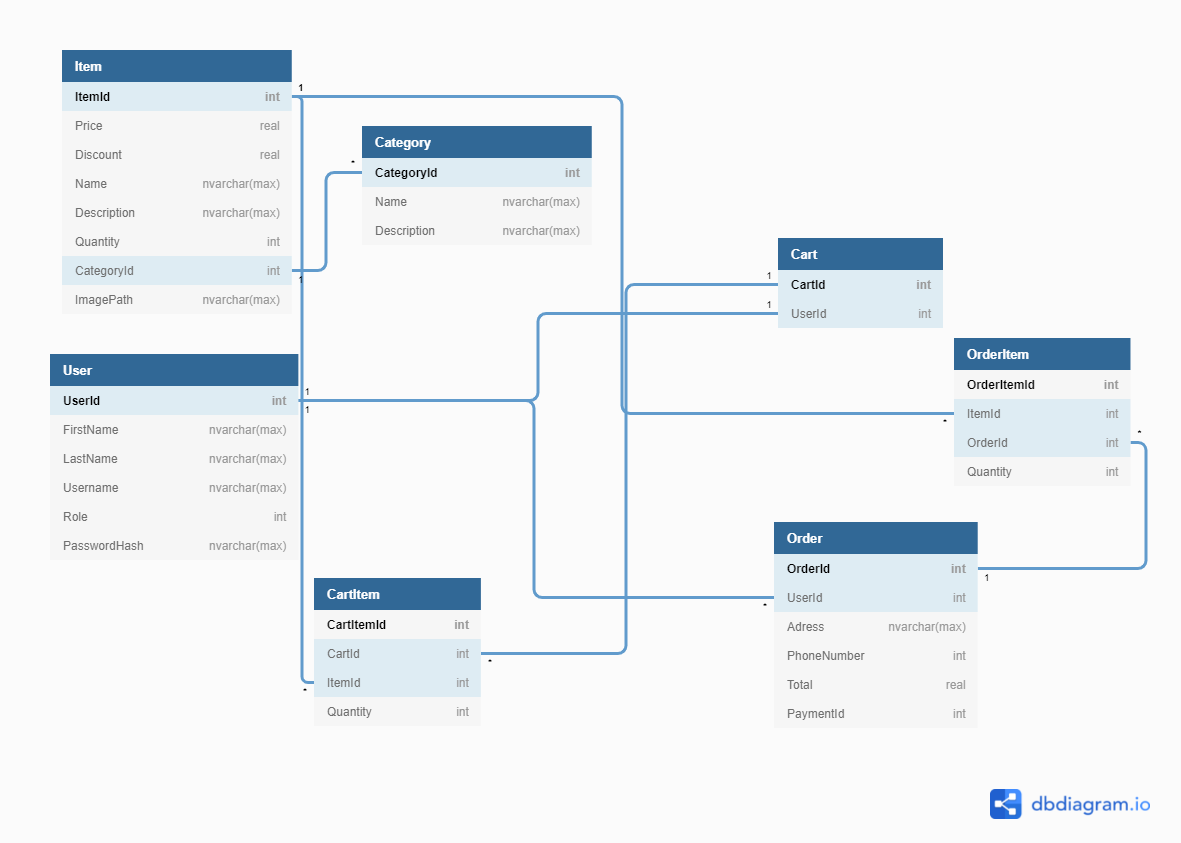 Item
ItemId int
Price real
Discount real
Name nvarchar(max)
Description nvarchar(max)
Quantity int
CategoryId int
ImagePath nvarchar(max)
1
1
*
Category
CategoryId int
Name nvarchar(max)
Description nvarchar(max)
User
UserId int
FirstName nvarchar(max)
LastName nvarchar(max)
Username nvarchar(max)
Role int
PasswordHash nvarchar(max)
1
1
Cart
CartId int
UserId int
1
1
OrderItem
OrderItemId int
ItemId int
OrderId int
Quantity int
*
*
CartItem
CartItemId int
CartId int
ItemId int
Quantity int
*
*
Order
OrderId int
UserId int
Adress nvarchar(max)
PhoneNumber int
Total real
PaymentId int
1
*
dbdiagram.io